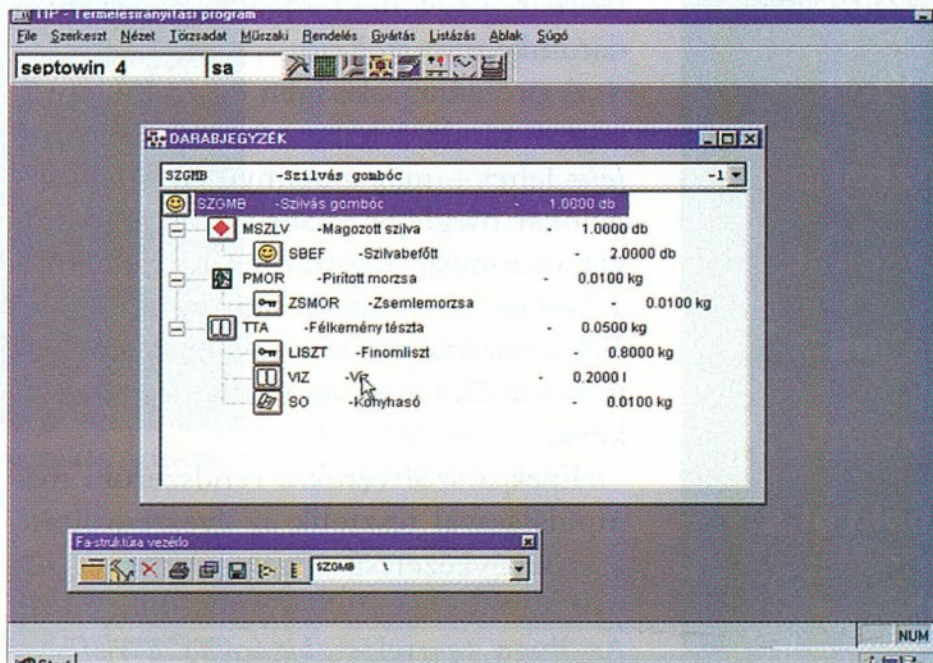 TIP - Termelésirányítási program
File Szerkeszt Nézet Törzsadat Műszaki Rendelés Gyártás Listázás Ablak Súgó
septowin 4 sa
DARABJEGYZÉK
SZGMB -Szilvás gombóc -1
SZGMB -Szilvás gombóc - 1.0000 db
MSZLV -Magozott szilva - 1.0000 db
SBEF -Szilvabefőtt - 2.0000 db
PMOR -Pirított morzsa - 0.0100 kg
ZSMOR -Zsemlemorzsa - 0.0100 kg
TTA -Félkemény tészta - 0.0500 kg
LISZT -Finomliszt - 0.8000 kg
VIZ -Víz - 0.2000 l
SO -Konyhasó - 0.0100 kg
Fa-struktúra vezérlo
SZGMB \
NUM
Start